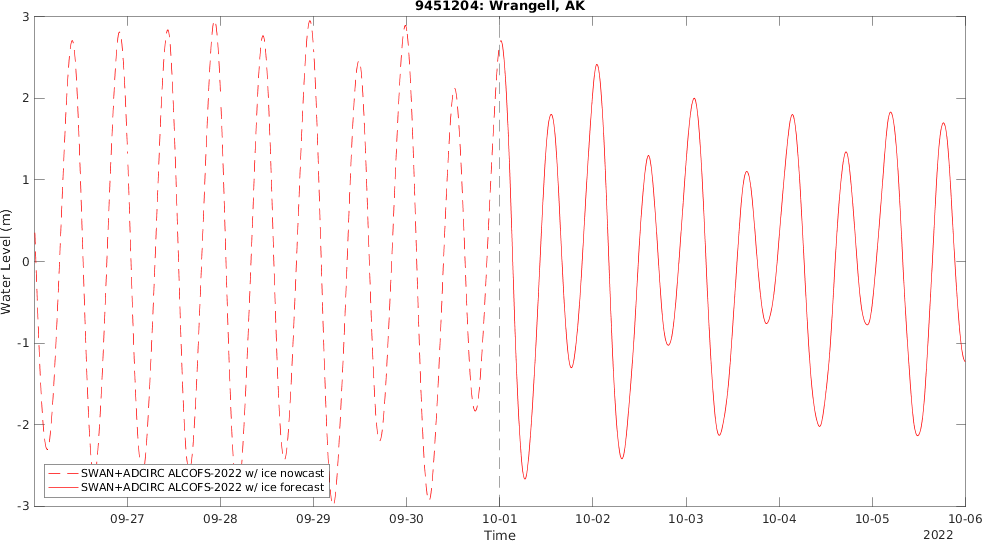 9451204: Wrangell, AK
3
2
1
0
-1
-2
-3
Water Level (m)
SWAN+ADCIRC ALCOFS-2022 w/ ice nowcast
SWAN+ADCIRC ALCOFS-2022 w/ ice forecast
09-27 09-28 09-29 09-30 10-01 10-02 10-03 10-04 10-05 10-06
Time
2022